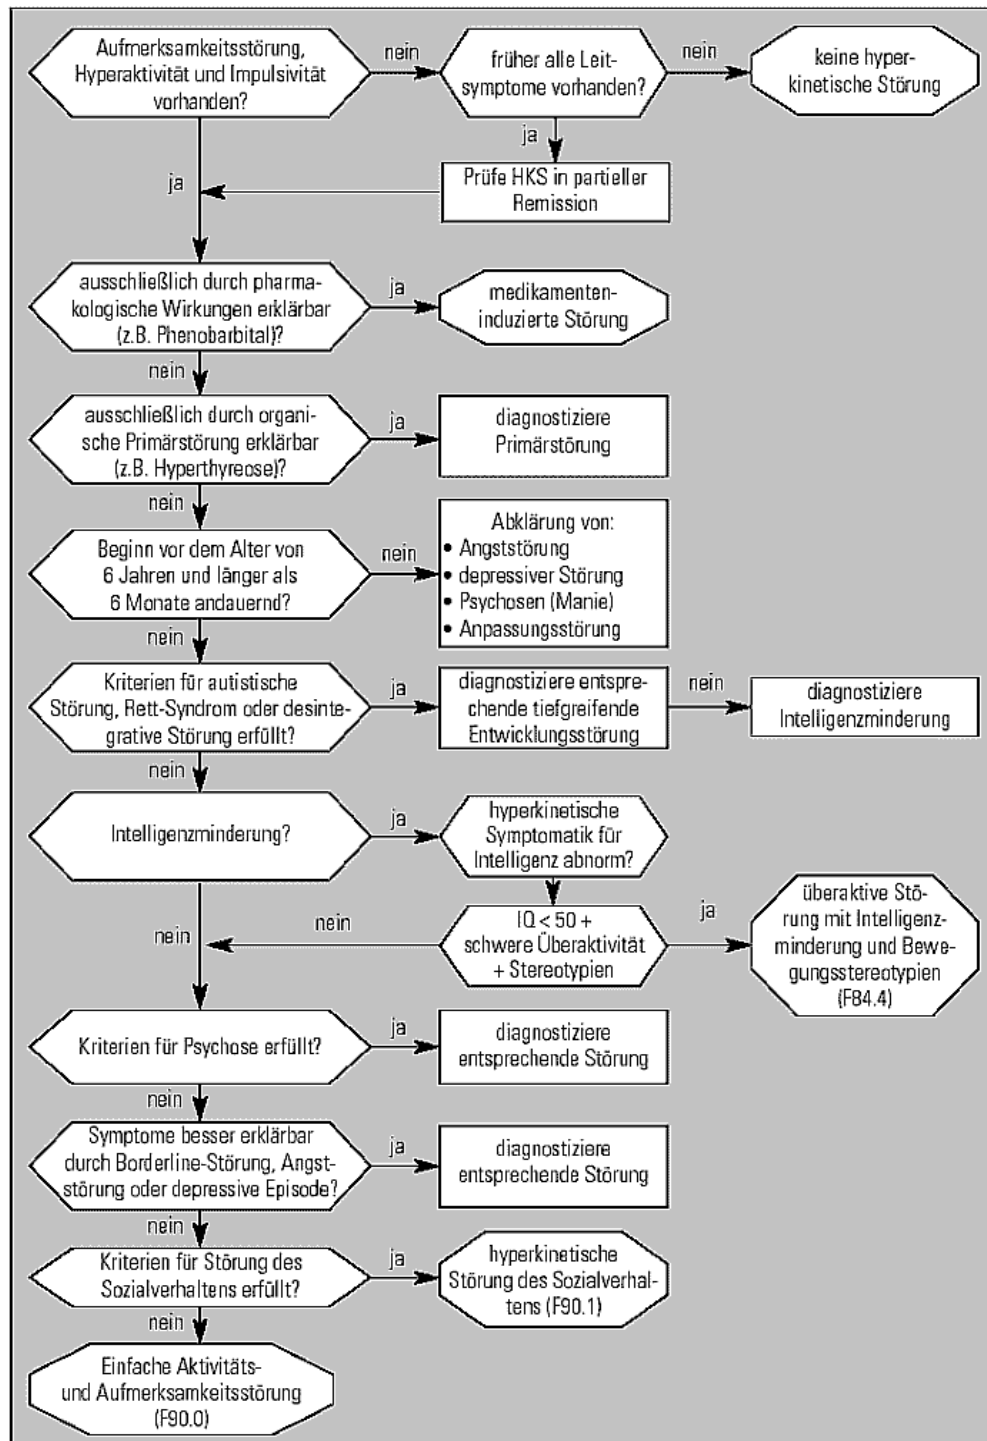 Aufmerksamkeitsstörung,
Hyperaktivität und Impulsivität
vorhanden?
nein
früher alle Leit-
symptome vorhanden?
nein
keine hyper-
kinetische Störung
ja
ja
Prüfe HKS in partieller
Remission
ausschließlich durch pharma-
kologische Wirkungen erklärbar
(z.B. Phenobarbital)?
ja
medikamenten-
induzierte Störung
nein
ausschließlich durch organi-
sche Primärstörung erklärbar
(z.B. Hyperthyreose)?
ja
diagnostiziere
Primärstörung
nein
Beginn vor dem Alter von
6 Jahren und länger als
6 Monate andauernd?
nein
Abklärung von:
• Angststörung
• depressiver Störung
• Psychosen (Manie)
• Anpassungsstörung
nein
Kriterien für autistische
Störung, Rett-Syndrom oder desinte-
grative Störung erfüllt?
ja
diagnostiziere entspre-
chende tiefgreifende
Entwicklungsstörung
nein
diagnostiziere
Intelligenzminderung
nein
Intelligenzminderung?
ja
hyperkinetische
Symptomatik für
Intelligenz abnorm?
nein
nein
IQ < 50 +
schwere Überaktivität
+ Stereotypien
ja
überaktive Stö-
rung mit Intelligenz-
minderung und Bewe-
gungsstereotypien
(F84.4)
Kriterien für Psychose erfüllt?
ja
diagnostiziere
entsprechende Störung
nein
Symptome besser erklärbar
durch Borderline-Störung, Angst-
störung oder depressive Episode?
ja
diagnostiziere
entsprechende Störung
nein
Kriterien für Störung des
Sozialverhaltens erfüllt?
ja
hyperkinetische
Störung des Sozialverhal-
tens (F90.1)
nein
Einfache Aktivitäts-
und Aufmerksamkeitsstörung
(F90.0)